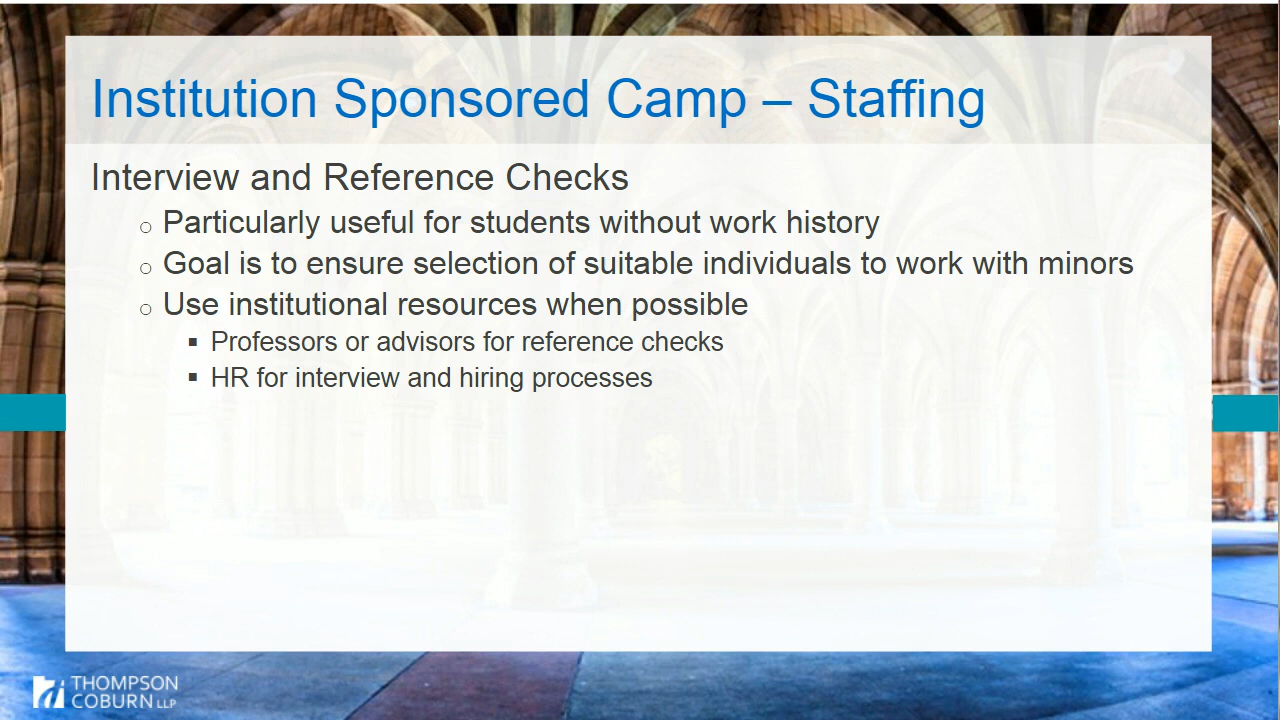 Institution Sponsored Camp – Staffing
Interview and Reference Checks
o Particularly useful for students without work history
o Goal is to ensure selection of suitable individuals to work with minors
o Use institutional resources when possible
▪ Professors or advisors for reference checks
▪ HR for interview and hiring processes
THOMPSON
COBURN LLP